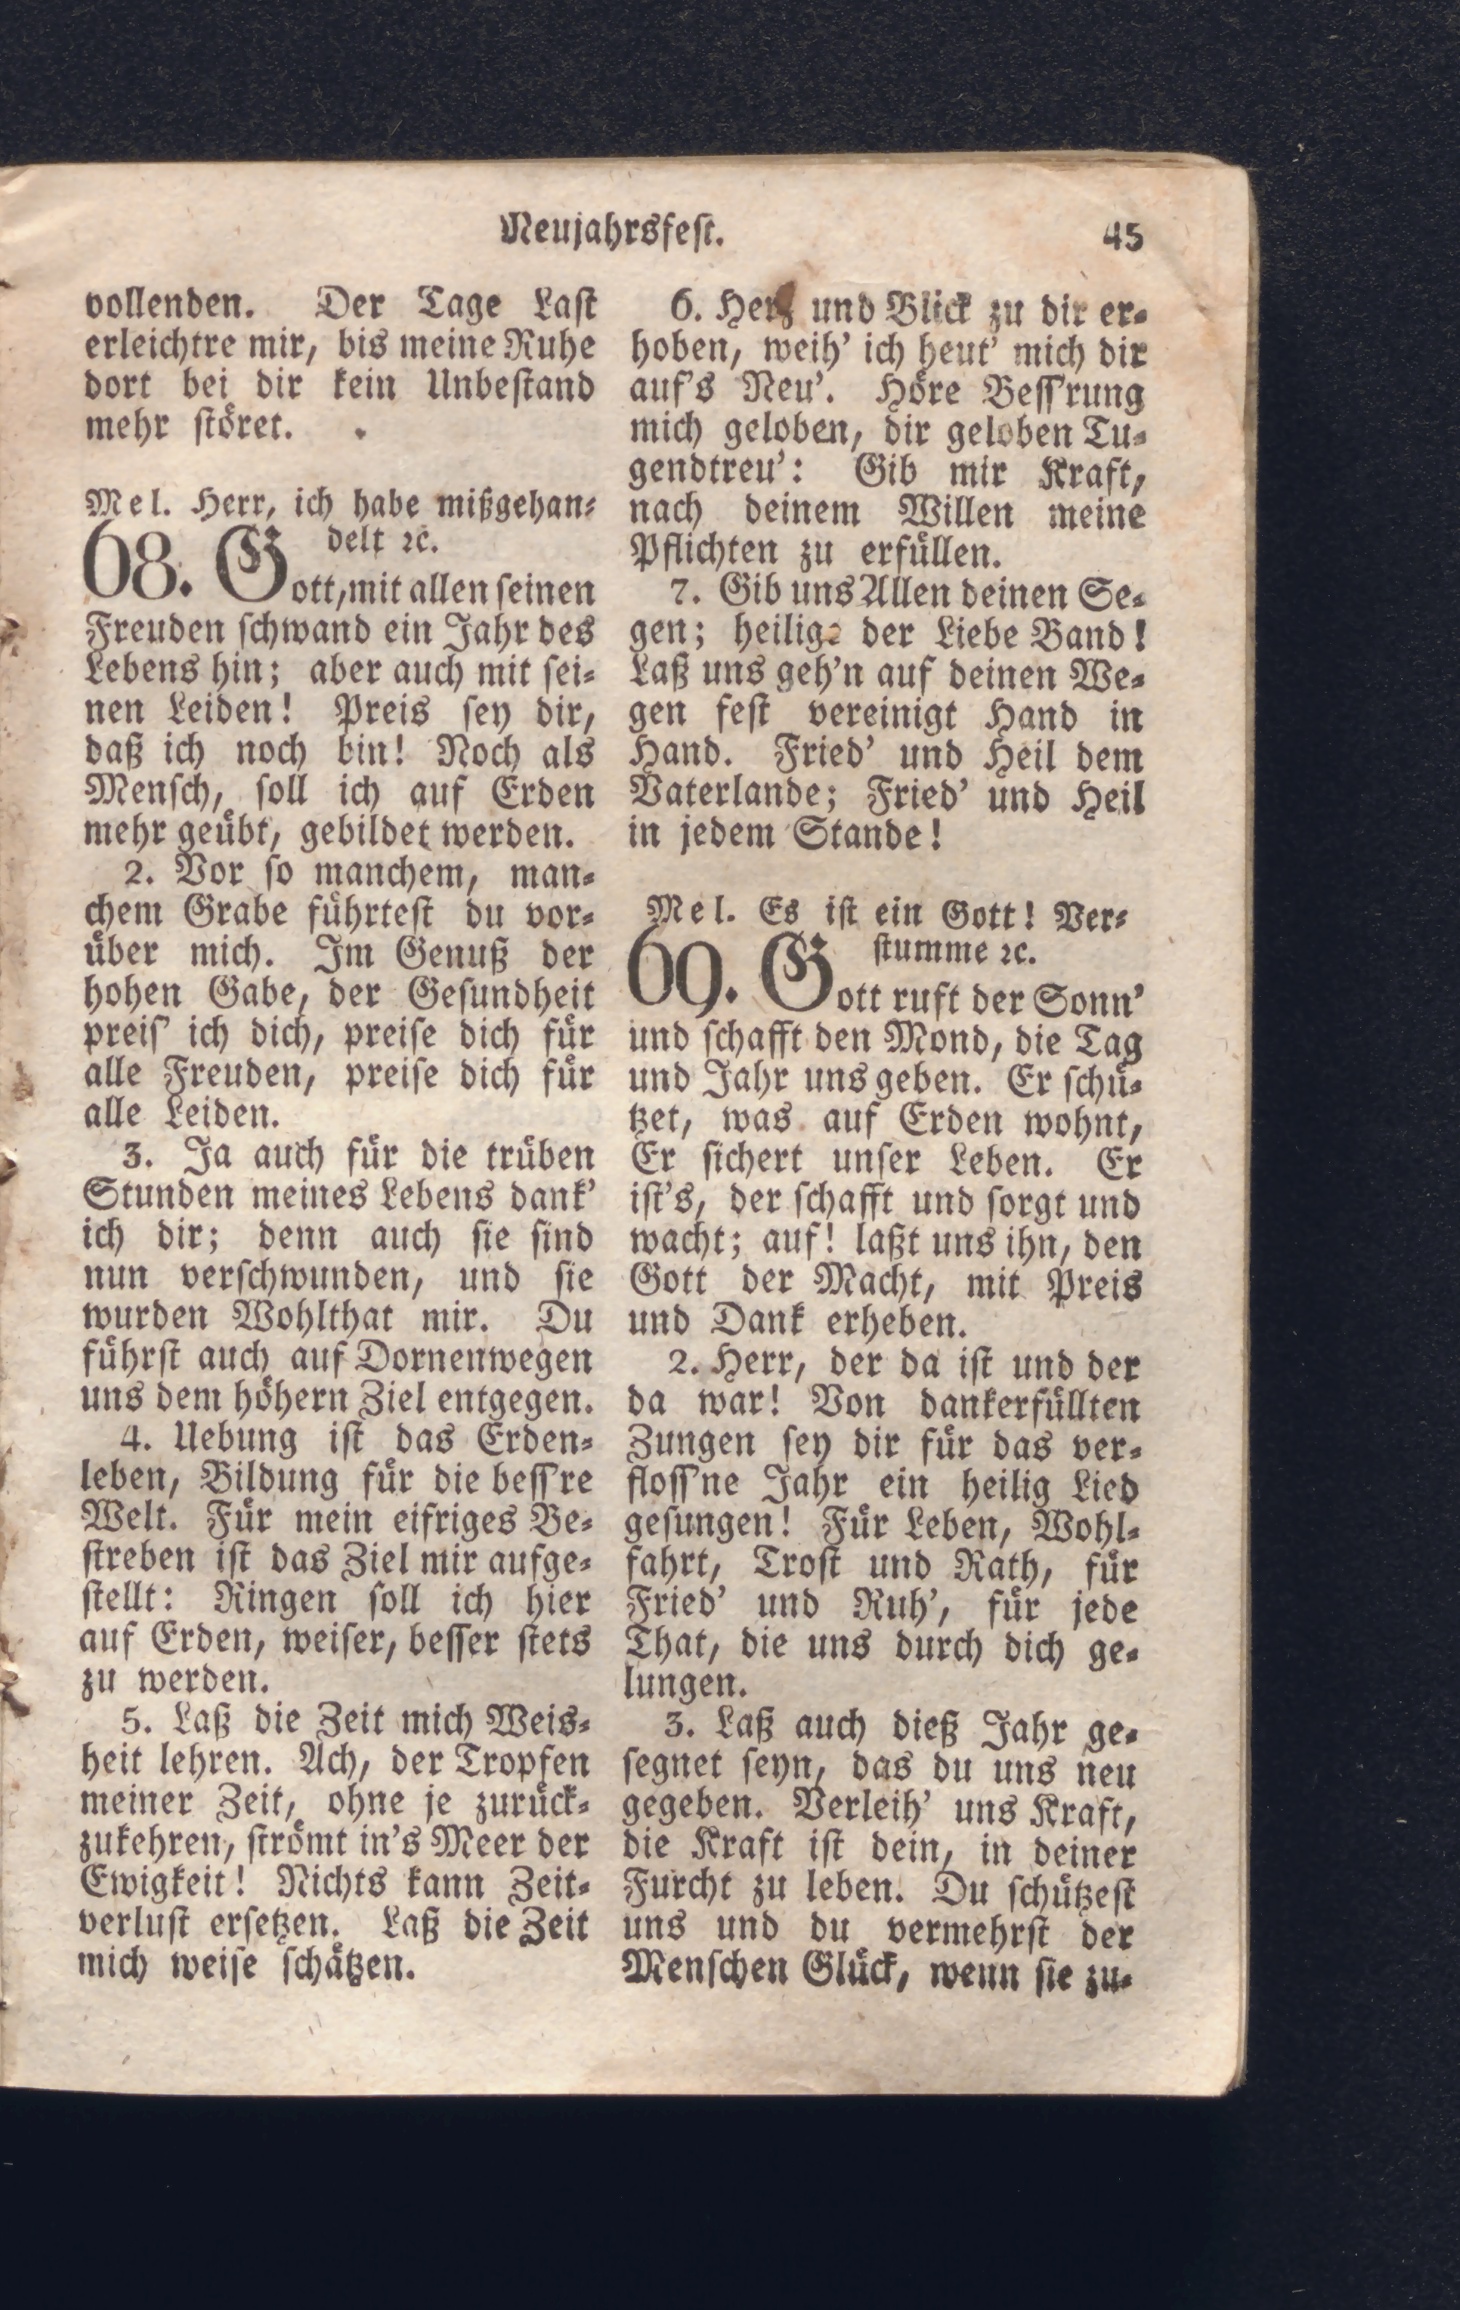 Neujahrsfest. 45
vollenden. Der Tage Last
erleichtre mir, bis meine Ruhe
dort bei dir kein Unbestand
mehr störet.
Mel. Herr, ich habe mißgehan-
delt ꝛc.
68. Gott, mit allen seinen
Freuden schwand ein Jahr des
Lebens hin; aber auch mit sei-
nen Leiden! Preis sey dir,
daß ich noch bin! Noch als
Mensch, soll ich auf Erden
mehr geübt, gebildet werden.
2. Vor so manchem, man-
chem Grabe führtest du vor-
über mich. Im Genuß der
hohen Gabe, der Gesundheit
preis' ich dich, preise dich für
alle Freuden, preise dich für
alle Leiden.
3. Ja auch für die trüben
Stunden meines Lebens dank'
ich dir; denn auch sie sind
nun verschwunden, und sie
wurden Wohlthat mir. Du
führst auch auf Dornenwegen
uns dem höhern Ziel entgegen.
4. Uebung ist das Erden-
leben, Bildung für die bess're
Welt. Für mein eifriges Be-
streben ist das Ziel mir aufge-
stellt: Ringen soll ich hier
auf Erden, weiser, besser stets
zu werden.
5. Laß die Zeit mich Weis-
heit lehren. Ach, der Tropfen
meiner Zeit, ohne je zurück-
zukehren, strömt in's Meer der
Ewigkeit! Nichts kann Zeit-
verlust ersetzen. Laß die Zeit
mich weise schätzen.
6. Herz und Blick zu dir er-
hoben, weih' ich heut' mich dir
auf's Neu'. Höre Bess'rung
mich geloben, dir geloben Tu-
gendtreu': Gib mir Kraft,
nach deinem Willen meine
Pflichten zu erfüllen.
7. Gib uns Allen deinen Se-
gen; heilige der Liebe Band!
Laß uns geh'n auf deinen We-
gen fest vereinigt Hand in
Hand. Fried' und Heil dem
Vaterlande; Fried' und Heil
in jedem Stande!
Mel. Es ist ein Gott! Ver-
stumme ꝛc.
69. Gott ruft der Sonn'
und schafft den Mond, die Tag
und Jahr uns geben. Er schü-
tzet, was auf Erden wohnt,
Er sichert unser Leben. Er
ist's, der schafft und sorgt und
wacht; auf! laßt uns ihn, den
Gott der Macht, mit Preis
und Dank erheben.
2. Herr, der da ist und der
da war! Von dankerfüllten
Zungen sey dir für das ver-
floss'ne Jahr ein heilig Lied
gesungen! Für Leben, Wohl-
fahrt, Trost und Rath, für
Fried' und Ruh', für jede
That, die uns durch dich ge-
lungen.
3. Laß auch dieß Jahr ge-
segnet seyn, das du uns neu
gegeben. Verleih' uns Kraft,
die Kraft ist dein, in deiner
Furcht zu leben. Du schützest
uns und du vermehrst der
Menschen Glück, wenn sie zu-